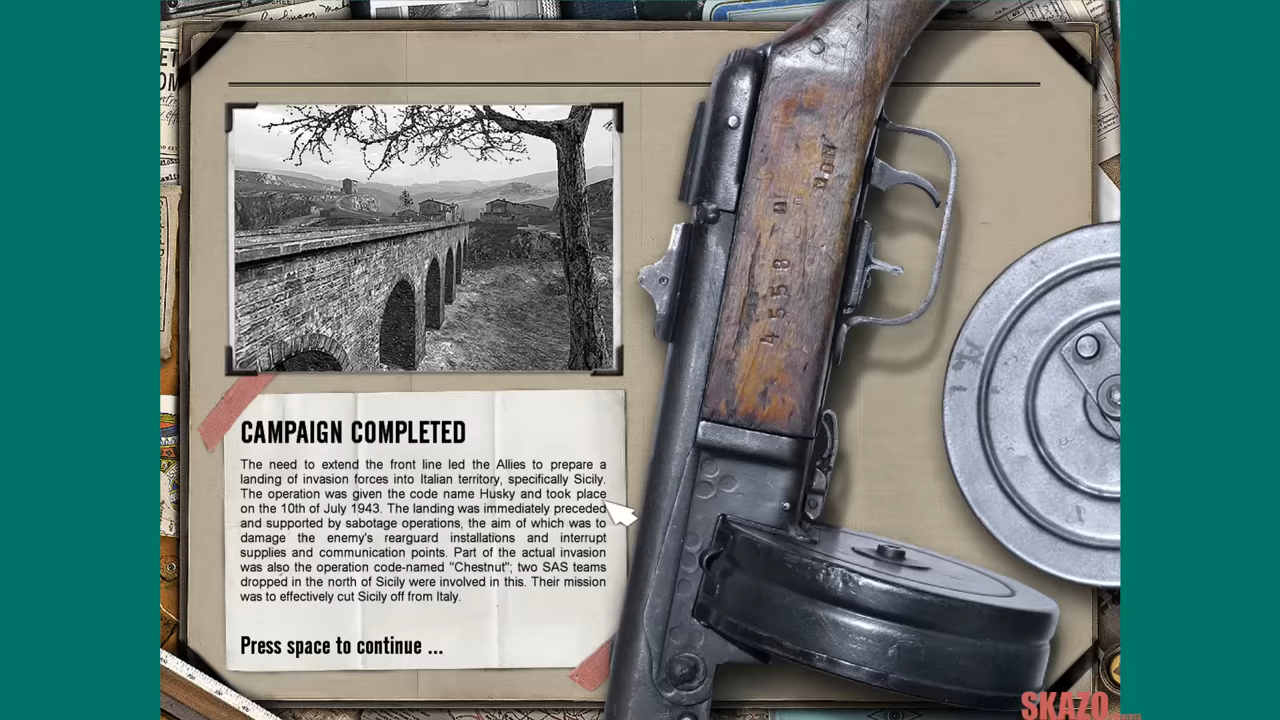 CAMPAIGN COMPLETED
The need to extend the front line led the Allies to prepare a
landing of invasion forces into Italian territory, specifically Sicily.
The operation was given the code name Husky and took place
on the 10th of July 1943. The landing was immediately preceded
and supported by sabotage operations, the aim of which was to
damage the enemy's rearguard installations and interrupt
supplies and communication points. Part of the actual invasion
was also the operation code-named "Chestnut"; two SAS teams
dropped in the north of Sicily were involved in this. Their mission
was to effectively cut Sicily off from Italy.
Press space to continue ...
4558
SKAZO